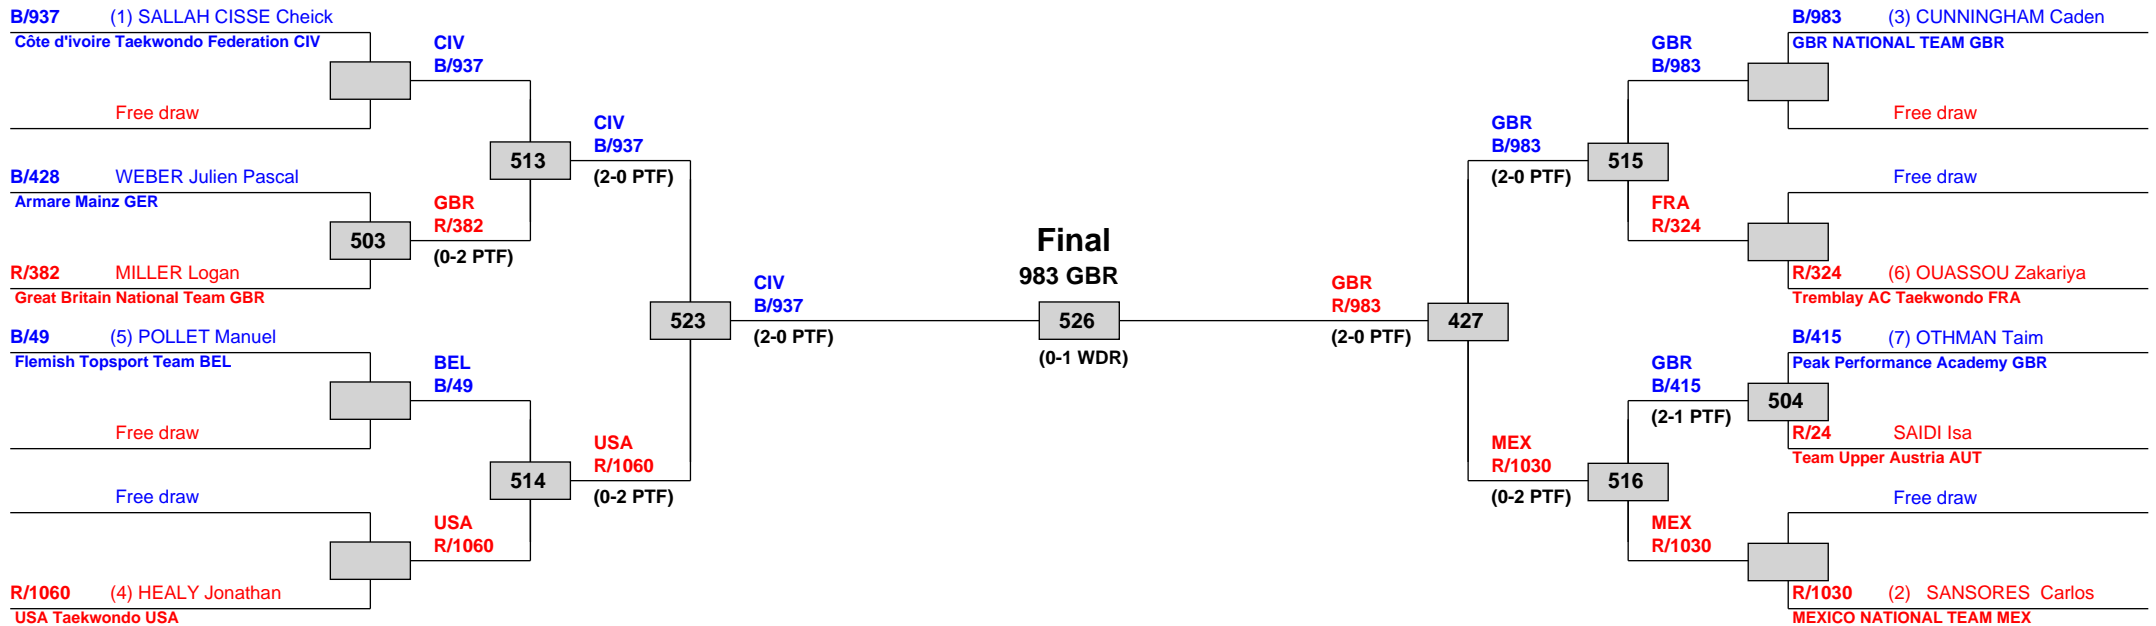 B/937 (1) SALLAH CISSE Cheick
Côte d'ivoire Taekwondo Federation CIV
Free draw
B/428 WEBER Julien Pascal
Armare Mainz GER
503
R/382 MILLER Logan
Great Britain National Team GBR
B/49 (5) POLLET Manuel
Flemish Topsport Team BEL
Free draw
Free draw
R/1060 (4) HEALY Jonathan
USA Taekwondo USA
CIV
B/937
513
GBR
R/382
(0-2 PTF)
BEL
B/49
514
USA
R/1060
CIV
B/937
(2-0 PTF)
523
USA
R/1060
(0-2 PTF)
CIV
B/937
(2-0 PTF)
Final
983 GBR
526
(0-1 WDR)
GBR
R/983
(2-0 PTF)
427
GBR
B/983
(2-0 PTF)
MEX
R/1030
(0-2 PTF)
GBR
B/983
515
FRA
R/324
GBR
B/415
(2-1 PTF)
516
MEX
R/1030
B/983 (3) CUNNINGHAM Caden
GBR NATIONAL TEAM GBR
Free draw
Free draw
R/324 (6) OUASSOU Zakariya
Tremblay AC Taekwondo FRA
B/415 (7) OTHMAN Taim
Peak Performance Academy GBR
504
R/24 SAIDI Isa
Team Upper Austria AUT
Free draw
R/1030 (2) SANSORES Carlos
MEXICO NATIONAL TEAM MEX